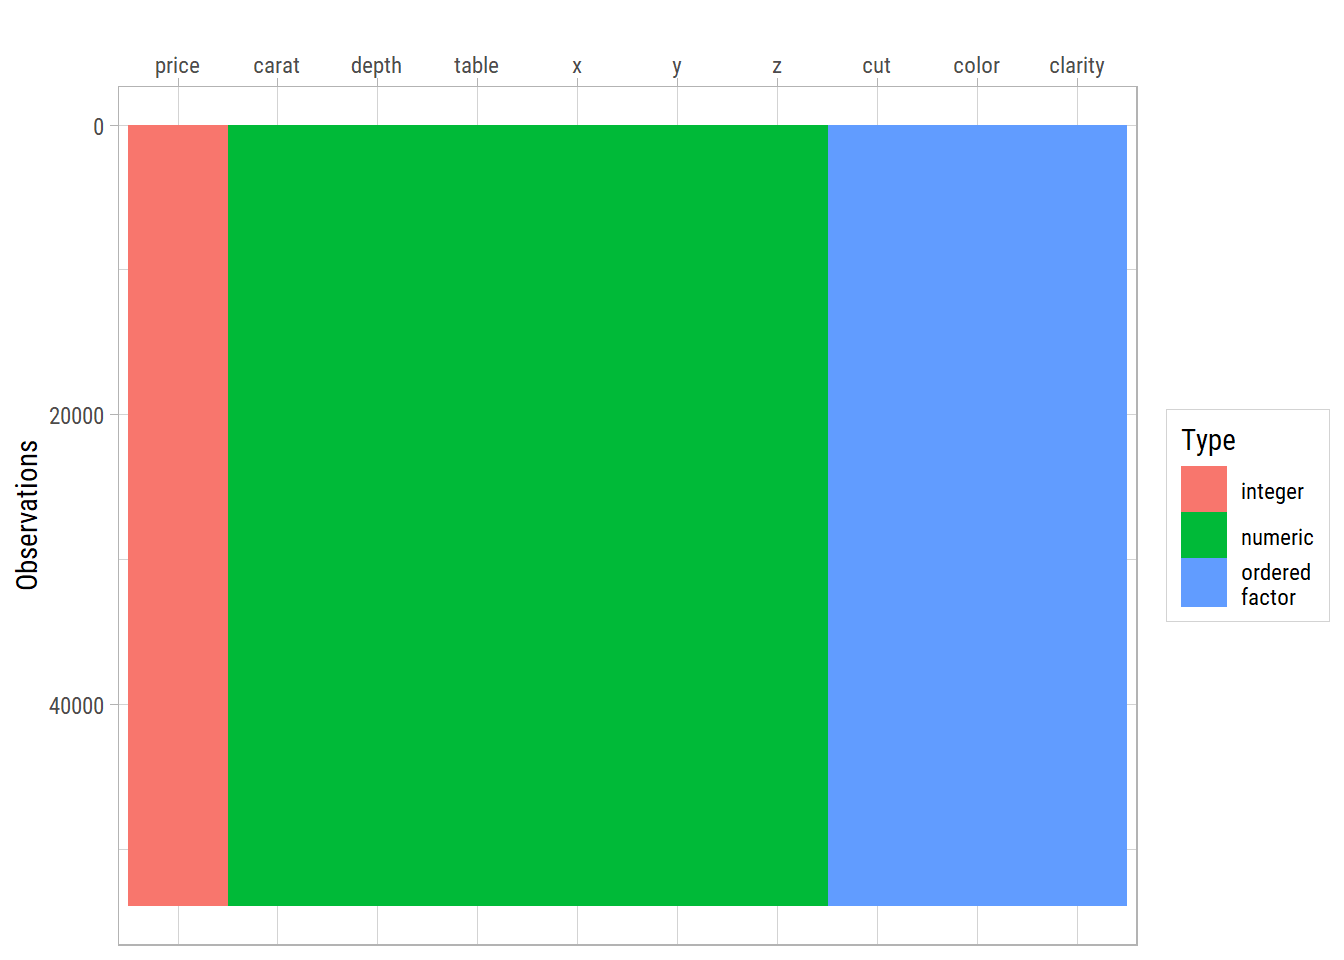 price carat depth table x y z cut color clarity
0
20000
40000
Observations
Type
integer
numeric
ordered
factor